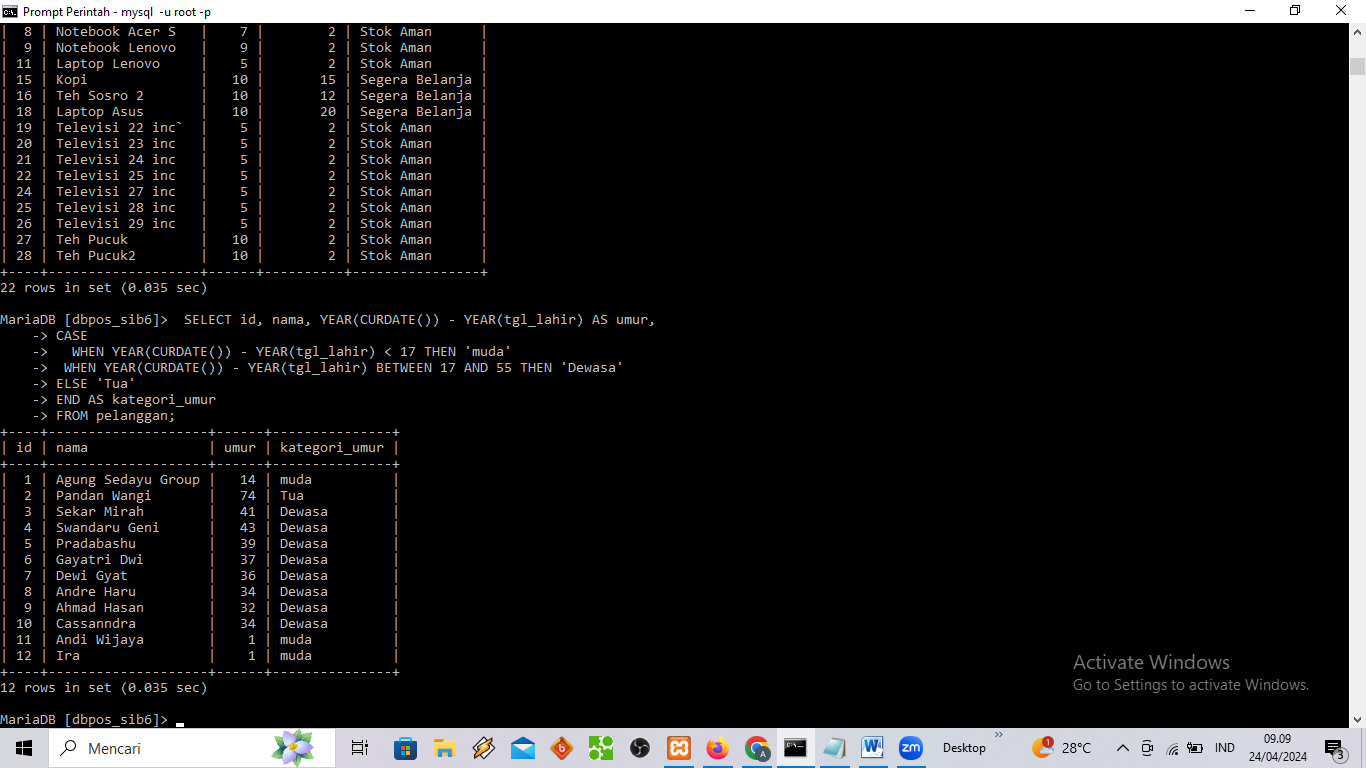 Prompt Perintah - mysql  -u root -p
|  8 | Notebook Acer S   |    7 |        2 | Stok Aman      |
|  9 | Notebook Lenovo   |    9 |        2 | Stok Aman      |
| 11 | Laptop Lenovo     |    5 |        2 | Stok Aman      |
| 15 | Kopi              |   10 |       15 | Segera Belanja |
| 16 | Teh Sosro 2       |   10 |       12 | Segera Belanja |
| 18 | Laptop Asus       |   10 |       20 | Segera Belanja |
| 19 | Televisi 22 inc`  |    5 |        2 | Stok Aman      |
| 20 | Televisi 23 inc   |    5 |        2 | Stok Aman      |
| 21 | Televisi 24 inc   |    5 |        2 | Stok Aman      |
| 22 | Televisi 25 inc   |    5 |        2 | Stok Aman      |
| 24 | Televisi 27 inc   |    5 |        2 | Stok Aman      |
| 25 | Televisi 28 inc   |    5 |        2 | Stok Aman      |
| 26 | Televisi 29 inc   |    5 |        2 | Stok Aman      |
| 27 | Teh Pucuk         |   10 |        2 | Stok Aman      |
| 28 | Teh Pucuk2        |   10 |        2 | Stok Aman      |
+----+-------------------+------+----------+----------------+
22 rows in set (0.035 sec)
MariaDB [dbpos_sib6]>  SELECT id, nama, YEAR(CURDATE()) - YEAR(tgl_lahir) AS umur,
    -> CASE
    ->   WHEN YEAR(CURDATE()) - YEAR(tgl_lahir) < 17 THEN 'muda'
    ->  WHEN YEAR(CURDATE()) - YEAR(tgl_lahir) BETWEEN 17 AND 55 THEN 'Dewasa'
    -> ELSE 'Tua'
    -> END AS kategori_umur
    -> FROM pelanggan;
+----+--------------------+------+---------------+
| id | nama               | umur | kategori_umur |
+----+--------------------+------+---------------+
|  1 | Agung Sedayu Group |   14 | muda          |
|  2 | Pandan Wangi       |   74 | Tua           |
|  3 | Sekar Mirah        |   41 | Dewasa        |
|  4 | Swandaru Geni      |   43 | Dewasa        |
|  5 | Pradabashu         |   39 | Dewasa        |
|  6 | Gayatri Dwi        |   37 | Dewasa        |
|  7 | Dewi Gyat          |   36 | Dewasa        |
|  8 | Andre Haru         |   34 | Dewasa        |
|  9 | Ahmad Hasan        |   32 | Dewasa        |
| 10 | Cassanndra         |   34 | Dewasa        |
| 11 | Andi Wijaya        |    1 | muda          |
| 12 | Ira                |    1 | muda          |
+----+--------------------+------+---------------+
12 rows in set (0.035 sec)
MariaDB [dbpos_sib6]>
Activate Windows
Go to Settings to activate Windows.
Mencari
zm
Desktop
»
1
28°C
IND
09.09
24/04/2024
3